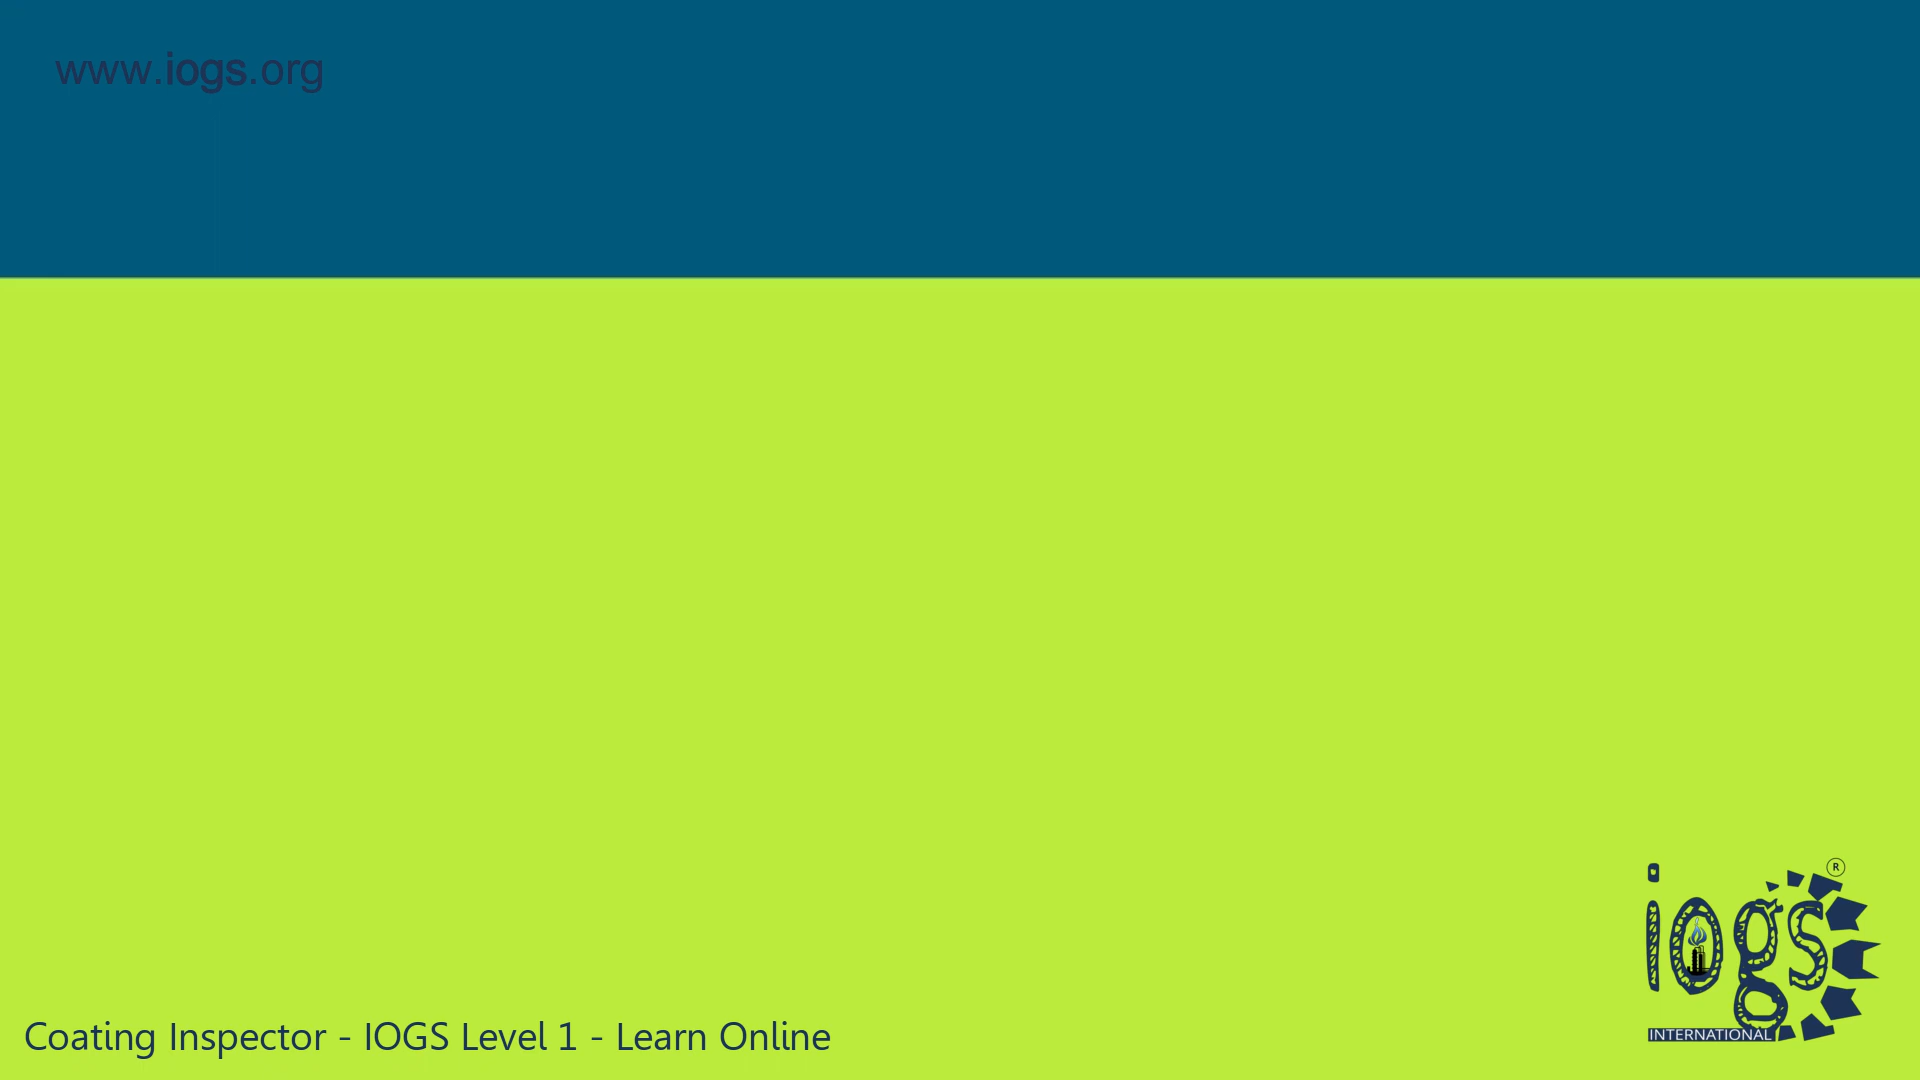 www.iogs.org
iogs
®
INTERNATIONAL
Coating Inspector - IOGS Level 1 - Learn Online